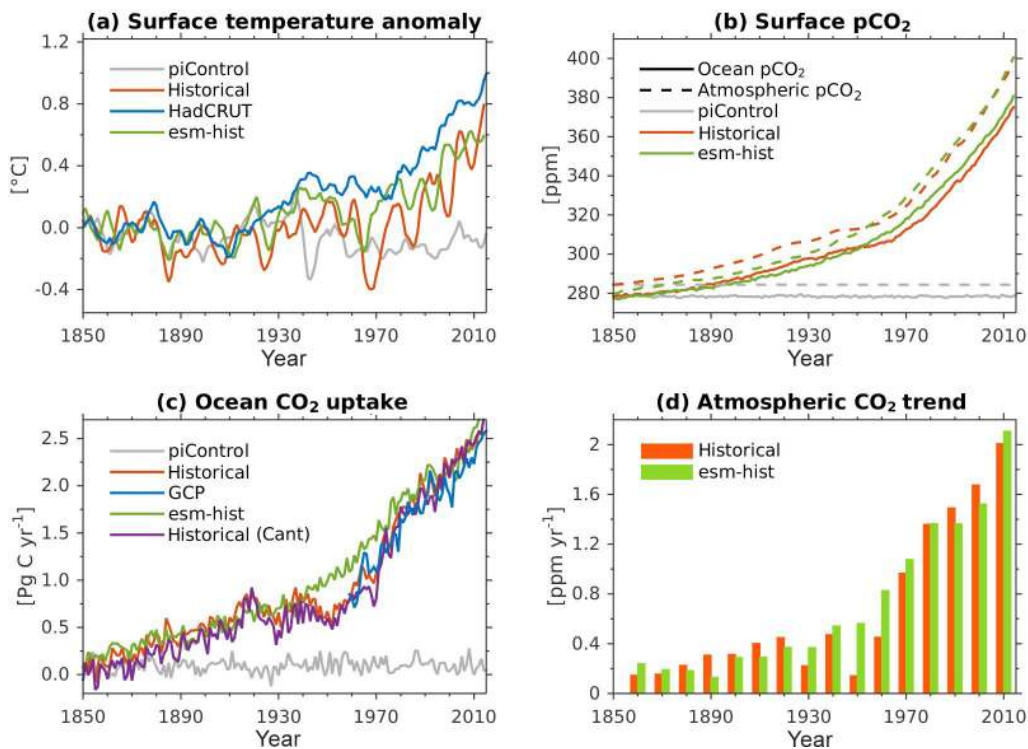 (a) Surface temperature anomaly
1.2
0.8
0.4
0.0
-0.4
[°C]
piControl
Historical
HadCRUT
esm-hist
1850 1890 1930 1970 2010
Year
(b) Surface pCO₂
400
380
360
340
320
300
280
[ppm]
Ocean pCO₂
Atmospheric pCO₂
piControl
Historical
esm-hist
1850 1890 1930 1970 2010
Year
(c) Ocean CO₂ uptake
2.5
2.0
1.5
1.0
0.5
0.0
[Pg C yr⁻¹]
piControl
Historical
GCP
esm-hist
Historical (Cant)
1850 1890 1930 1970 2010
Year
(d) Atmospheric CO₂ trend
2
1.6
1.2
0.8
0.4
0
[ppm yr⁻¹]
Historical
esm-hist
1850 1890 1930 1970 2010
Year